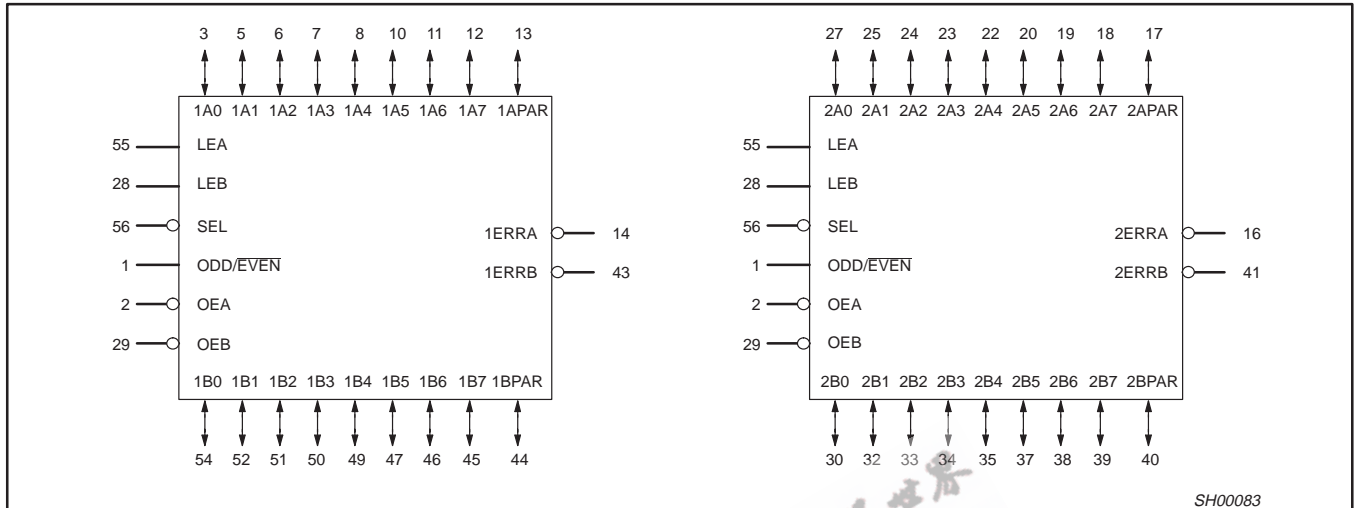 3 5 6 7 8 10 11 12 13
1A0 1A1 1A2 1A3 1A4 1A5 1A6 1A7 1APAR
55 LEA
28 LEB
56 SEL
1ERRA 14
1 ODD/EVEN
1ERRB 43
2 OEA
29 OEB
1B0 1B1 1B2 1B3 1B4 1B5 1B6 1B7 1BPAR
54 52 51 50 49 47 46 45 44
27 25 24 23 22 20 19 18 17
2A0 2A1 2A2 2A3 2A4 2A5 2A6 2A7 2APAR
55 LEA
28 LEB
56 SEL
2ERRA 16
1 ODD/EVEN
2ERRB 41
2 OEA
29 OEB
2B0 2B1 2B2 2B3 2B4 2B5 2B6 2B7 2BPAR
30 32 33 34 35 37 38 39 40
SH00083